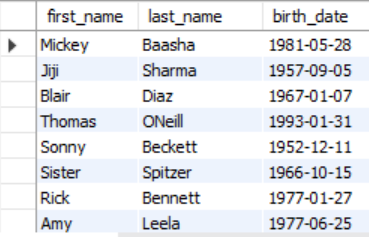 first_name last_name birth_date
Mickey Baasha 1981-05-28
Jiji Sharma 1957-09-05
Blair Diaz 1967-01-07
Thomas ONeill 1993-01-31
Sonny Beckett 1952-12-11
Sister Spitzer 1966-10-15
Rick Bennett 1977-01-27
Amy Leela 1977-06-25